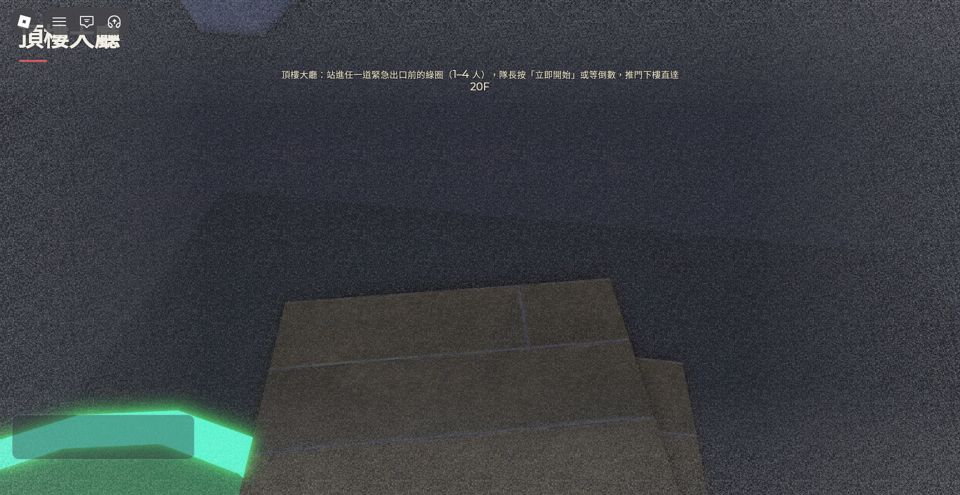 頂樓大廳
頂樓大廳：站進任一道緊急出口前的綠圈（1–4 人），隊長按「立即開始」或等倒數，推門下樓直達
20F